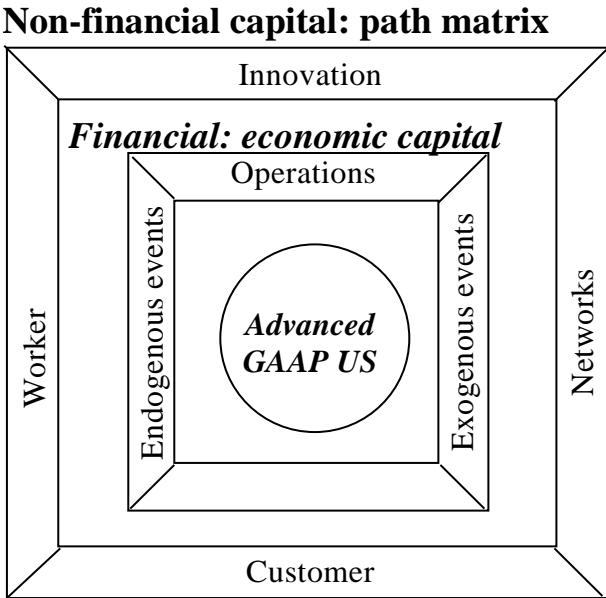 Non-financial capital: path matrix
Innovation
Financial: economic capital
Operations
Worker
Endogenous events
Advanced
GAAP US
Exogenous events
Networks
Customer